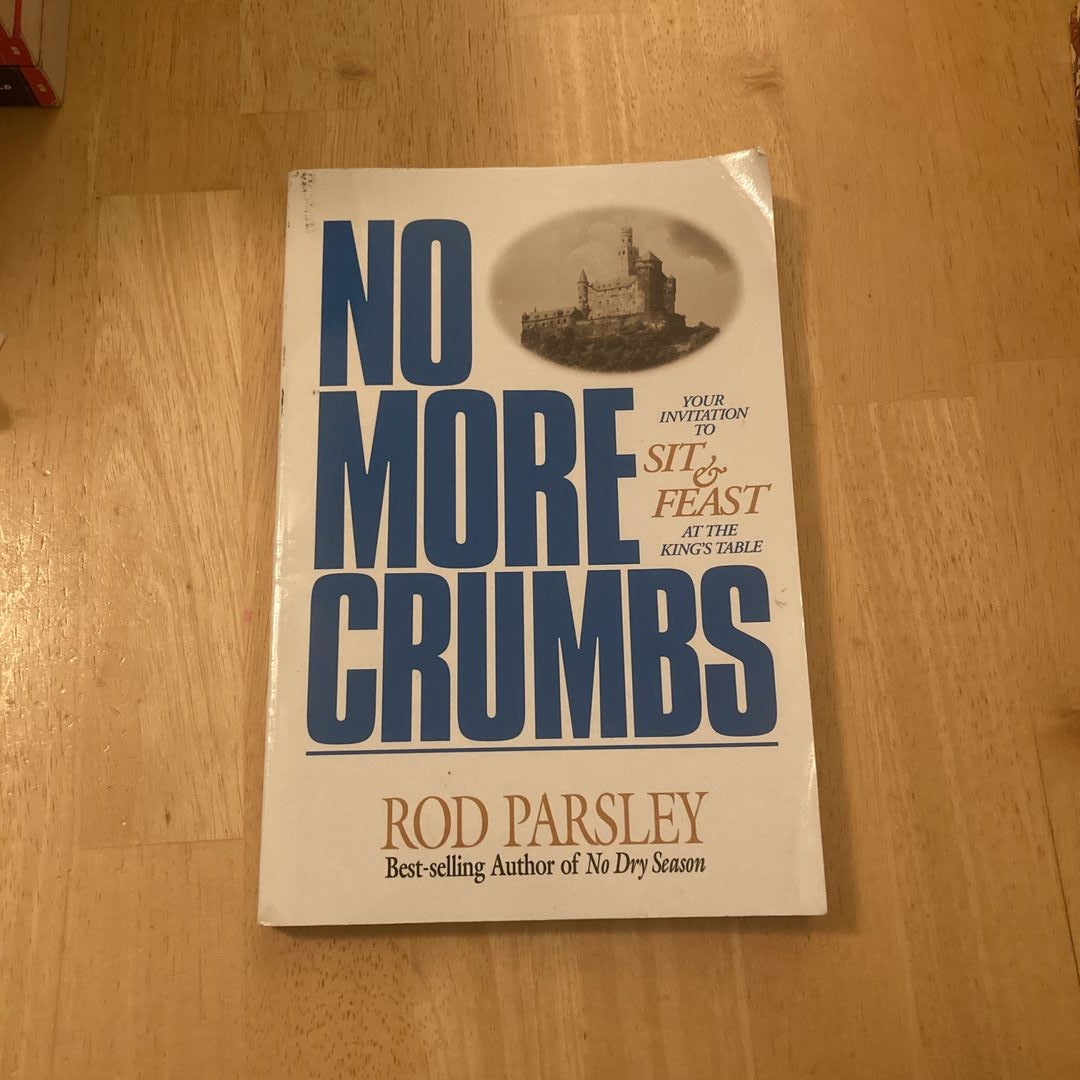 NO
MORE
CRUMBS
YOUR
INVITATION
TO
SIT &
FEAST
AT THE
KING'S TABLE
ROD PARSLEY
Best-selling Author of No Dry Season